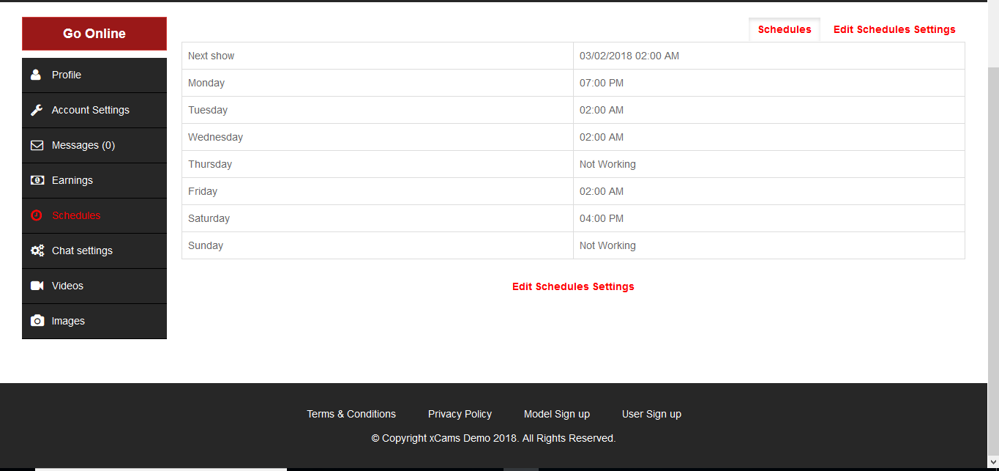 Go Online
Profile
Account Settings
Messages (0)
Earnings
Schedules
Chat settings
Videos
Images
Schedules Edit Schedules Settings
Next show 03/02/2018 02:00 AM
Monday 07:00 PM
Tuesday 02:00 AM
Wednesday 02:00 AM
Thursday Not Working
Friday 02:00 AM
Saturday 04:00 PM
Sunday Not Working
Edit Schedules Settings
Terms & Conditions Privacy Policy Model Sign up User Sign up
© Copyright xCams Demo 2018. All Rights Reserved.